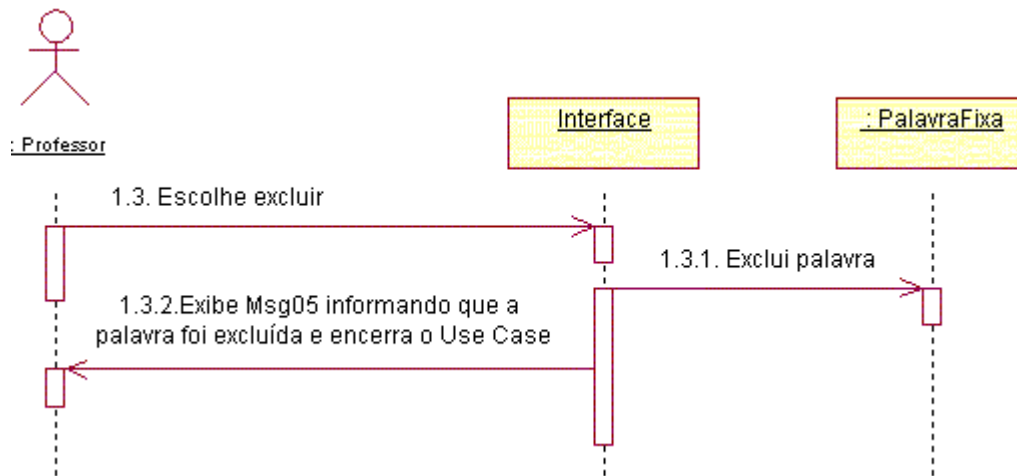 : Professor
Interface
: PalavraFixa
1.3. Escolhe excluir
1.3.1. Exclui palavra
1.3.2.Exibe Msg05 informando que a
palavra foi excluída e encerra o Use Case